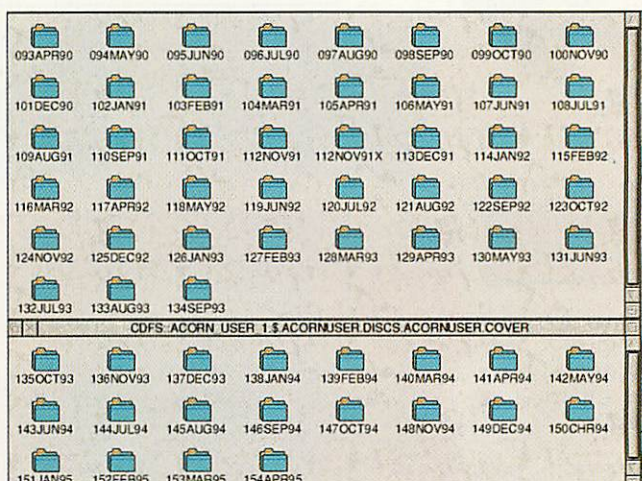 093APR90 094MAY90 095JUN90 096JUL90 097AUG90 098SEP90 099OCT90 100NOV90
101DEC90 102JAN91 103FEB91 104MAR91 105APR91 106MAY91 107JUN91 108JUL91
109AUG91 110SEP91 111OCT91 112NOV91 112NOV91X 113DEC91 114JAN92 115FEB92
116MAR92 117APR92 118MAY92 119JUN92 120JUL92 121AUG92 122SEP92 123OCT92
124NOV92 125DEC92 126JAN93 127FEB93 128MAR93 129APR93 130MAY93 131JUN93
132JUL93 133AUG93 134SEP93
CDFS::ACORN_USER_1.$.ACORNUSER.DISCS.ACORNUSER.COVER
135OCT93 136NOV93 137DEC93 138JAN94 139FEB94 140MAR94 141APR94 142MAY94
143JUN94 144JUL94 145AUG94 146SEP94 147OCT94 148NOV94 149DEC94 150CHR94
151JAN95 152FEB95 153MAR95 154APR95